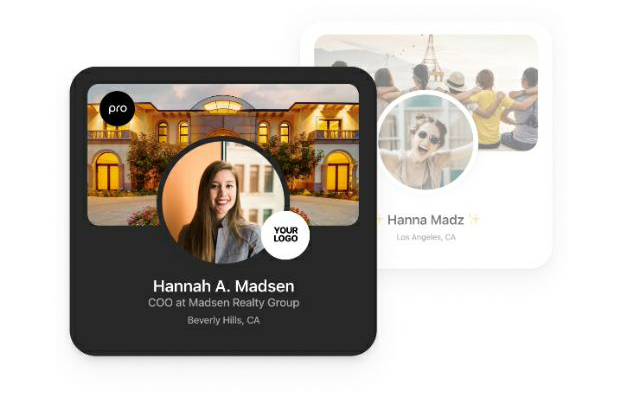 pro
YOUR
LOGO
Hannah A. Madsen
COO at Madsen Realty Group
Beverly Hills, CA
✨ Hanna Madz ✨
Los Angeles, CA